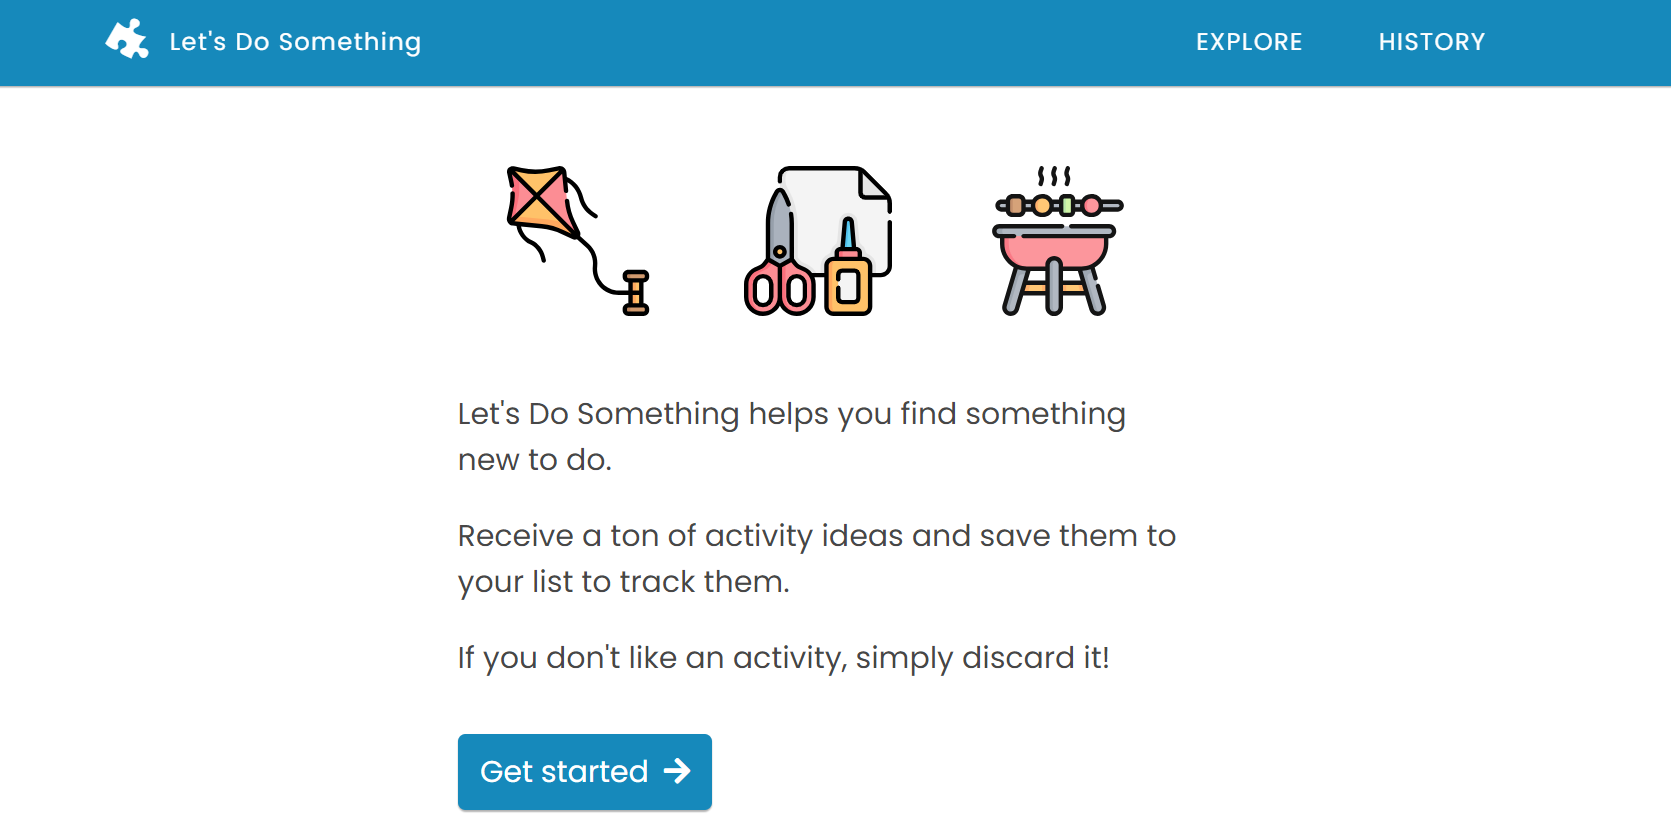 Let's Do Something
EXPLORE
HISTORY
Let's Do Something helps you find something
new to do.
Receive a ton of activity ideas and save them to
your list to track them.
If you don't like an activity, simply discard it!
Get started